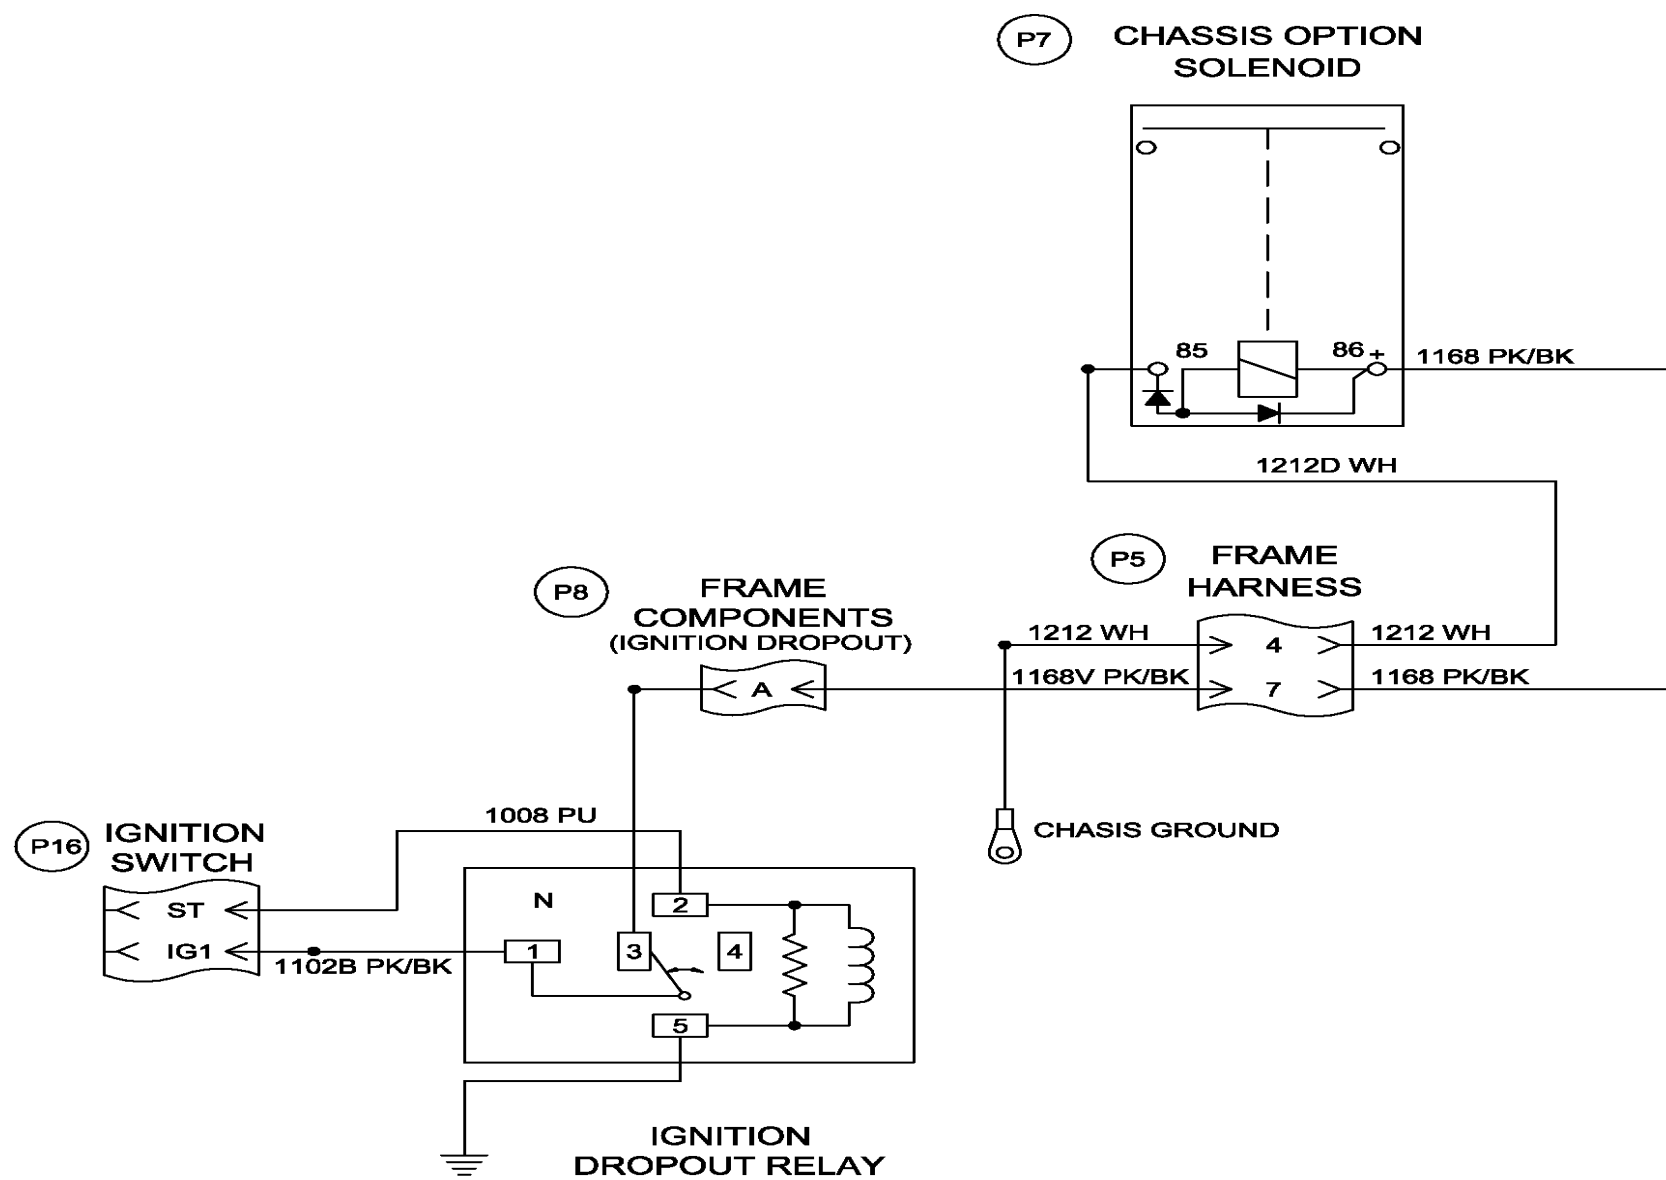 P7
CHASSIS OPTION
SOLENOID
85
86 +
1168 PK/BK
1212D WH
P5
FRAME
HARNESS
P8
FRAME
COMPONENTS
(IGNITION DROPOUT)
1212 WH
4
1212 WH
A
1168V PK/BK
7
1168 PK/BK
1008 PU
P16
IGNITION
SWITCH
CHASIS GROUND
ST
N
2
IG1
1
3
4
1102B PK/BK
5
IGNITION
DROPOUT RELAY